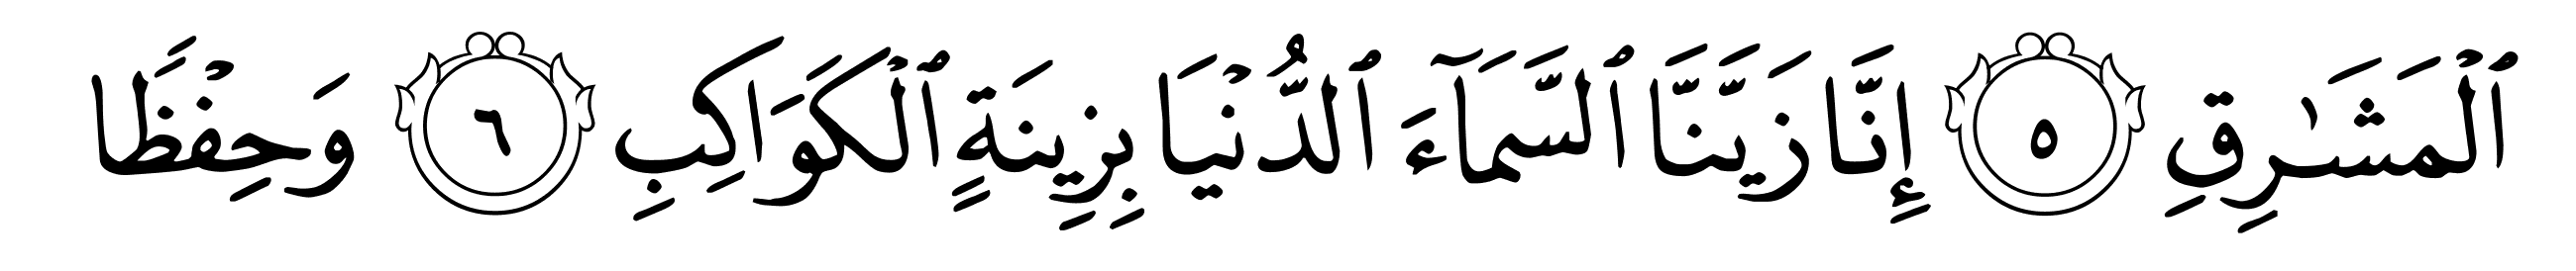 ٱلْمَشَـٰرِقِ ٥ إِنَّا زَيَّنَّا ٱلسَّمَآءَ ٱلدُّنْيَا بِزِينَةٍ ٱلْكَوَاكِبِ ٦ وَحِفْظًا